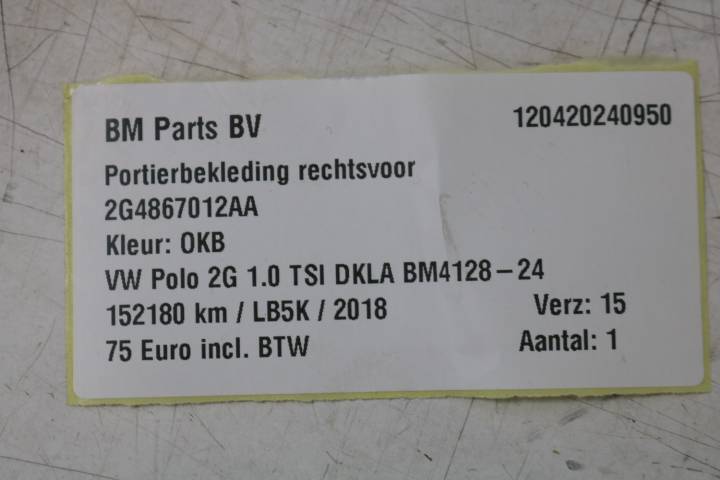 BM Parts BV 120420240950
Portierbekleding rechtsvoor
2G4867012AA
Kleur: OKB
VW Polo 2G 1.0 TSI DKLA BM4128-24
152180 km / LB5K / 2018 Verz: 15
75 Euro incl. BTW Aantal: 1